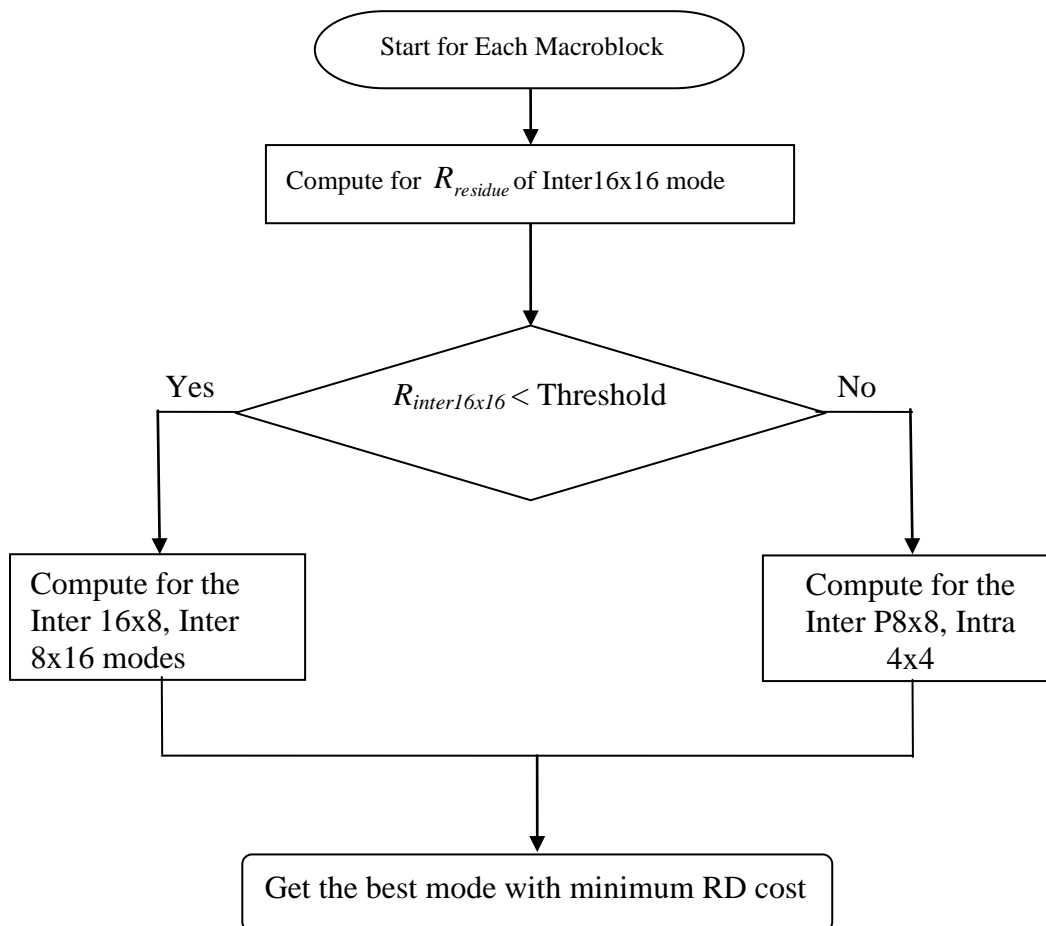 Start for Each Macroblock
Compute for R_residue of Inter16x16 mode
Yes
R_inter16x16 < Threshold
No
Compute for the
Inter 16x8, Inter
8x16 modes
Compute for the
Inter P8x8, Intra
4x4
Get the best mode with minimum RD cost